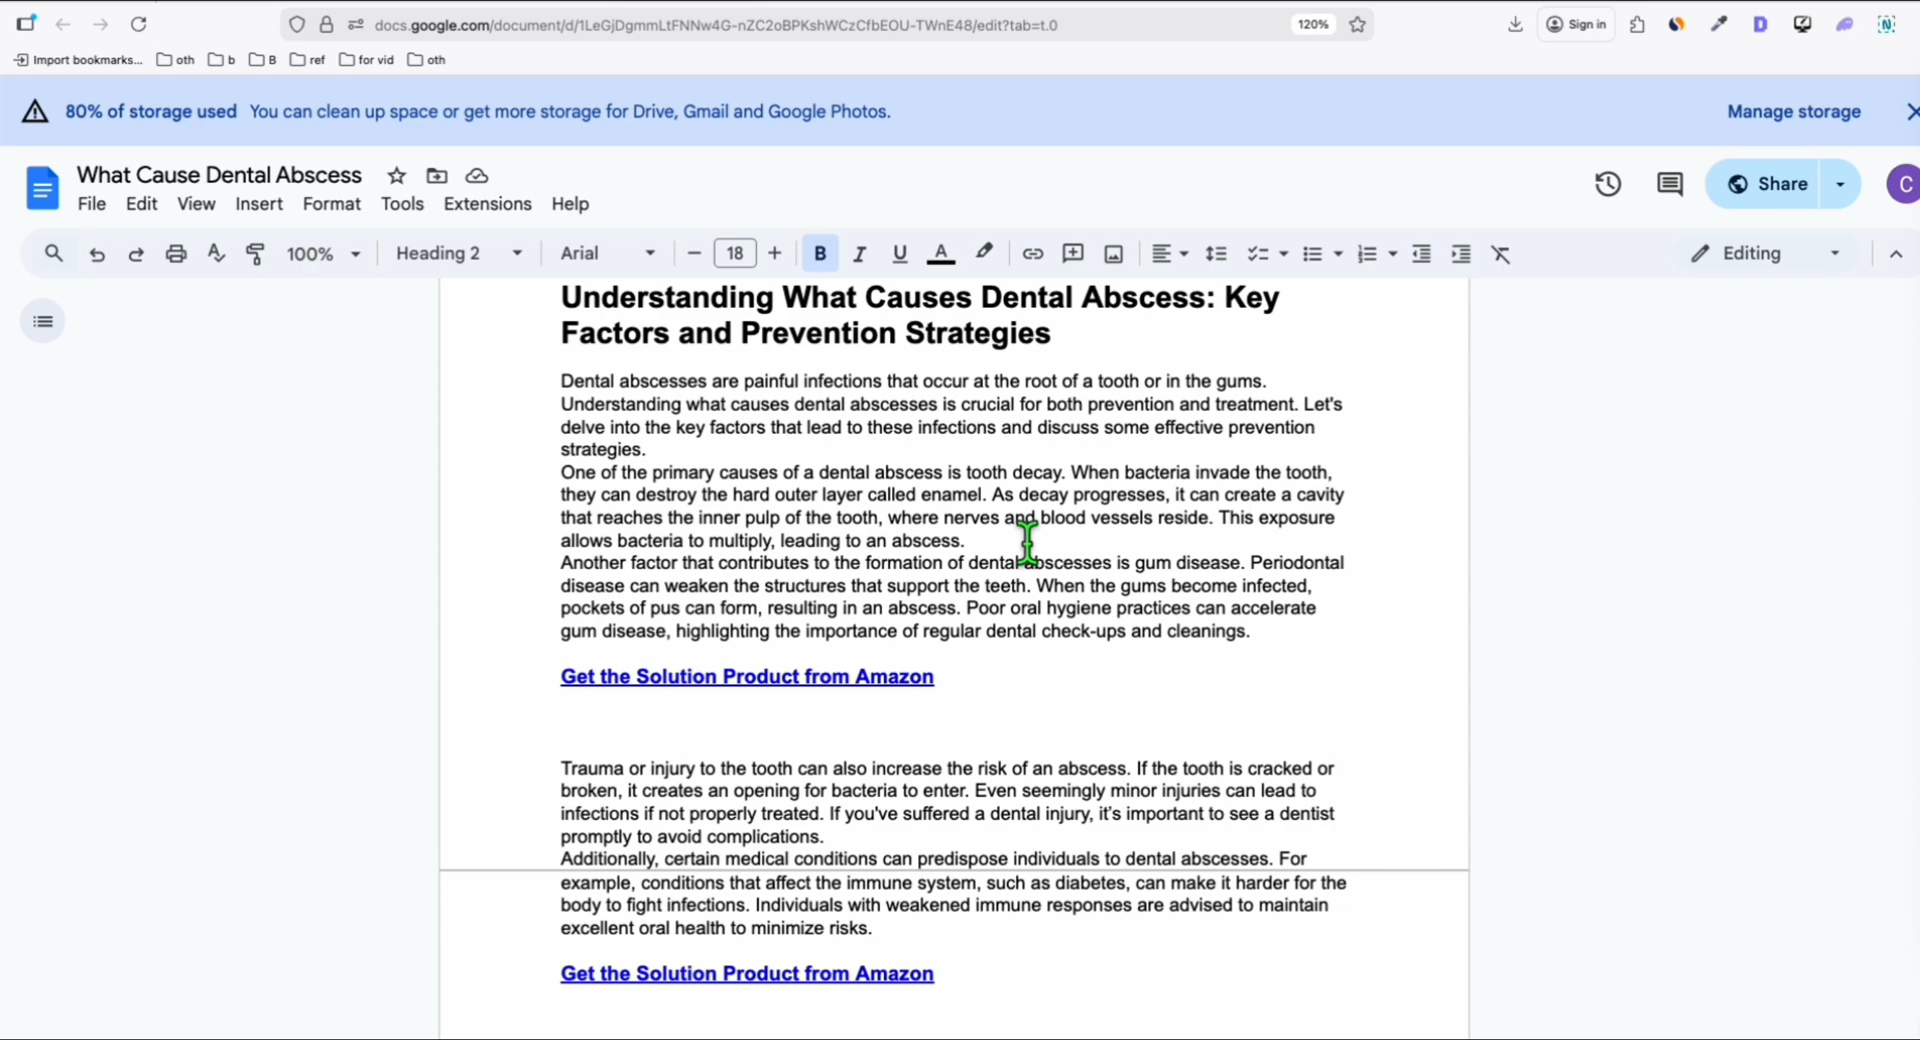 docs.google.com/document/d/1LeGjDgmmLtFNNw4G-nZC2oBPKshWCzCfbEOU-TWnE48/edit?tab=t.0
120%
Sign in
Import bookmarks...
oth
b
B
ref
for vid
oth
80% of storage used You can clean up space or get more storage for Drive, Gmail and Google Photos.
Manage storage
What Cause Dental Abscess
Share
C
File Edit View Insert Format Tools Extensions Help
100% Heading 2 Arial 18 B I U A Editing
Understanding What Causes Dental Abscess: Key
Factors and Prevention Strategies
Dental abscesses are painful infections that occur at the root of a tooth or in the gums.
Understanding what causes dental abscesses is crucial for both prevention and treatment. Let's
delve into the key factors that lead to these infections and discuss some effective prevention
strategies.
One of the primary causes of a dental abscess is tooth decay. When bacteria invade the tooth,
they can destroy the hard outer layer called enamel. As decay progresses, it can create a cavity
that reaches the inner pulp of the tooth, where nerves and blood vessels reside. This exposure
allows bacteria to multiply, leading to an abscess.
Another factor that contributes to the formation of dental abscesses is gum disease. Periodontal
disease can weaken the structures that support the teeth. When the gums become infected,
pockets of pus can form, resulting in an abscess. Poor oral hygiene practices can accelerate
gum disease, highlighting the importance of regular dental check-ups and cleanings.
Get the Solution Product from Amazon
Trauma or injury to the tooth can also increase the risk of an abscess. If the tooth is cracked or
broken, it creates an opening for bacteria to enter. Even seemingly minor injuries can lead to
infections if not properly treated. If you've suffered a dental injury, it's important to see a dentist
promptly to avoid complications.
Additionally, certain medical conditions can predispose individuals to dental abscesses. For
example, conditions that affect the immune system, such as diabetes, can make it harder for the
body to fight infections. Individuals with weakened immune responses are advised to maintain
excellent oral health to minimize risks.
Get the Solution Product from Amazon